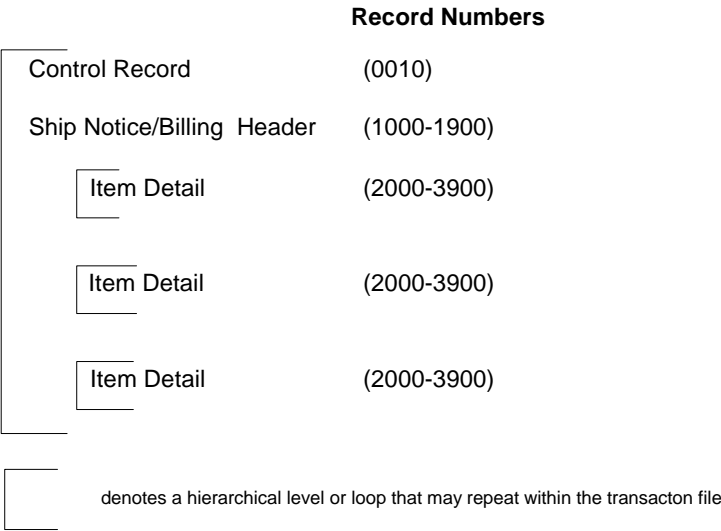 Record Numbers
Control Record (0010)
Ship Notice/Billing Header (1000-1900)
Item Detail (2000-3900)
Item Detail (2000-3900)
Item Detail (2000-3900)
denotes a hierarchical level or loop that may repeat within the transacton file